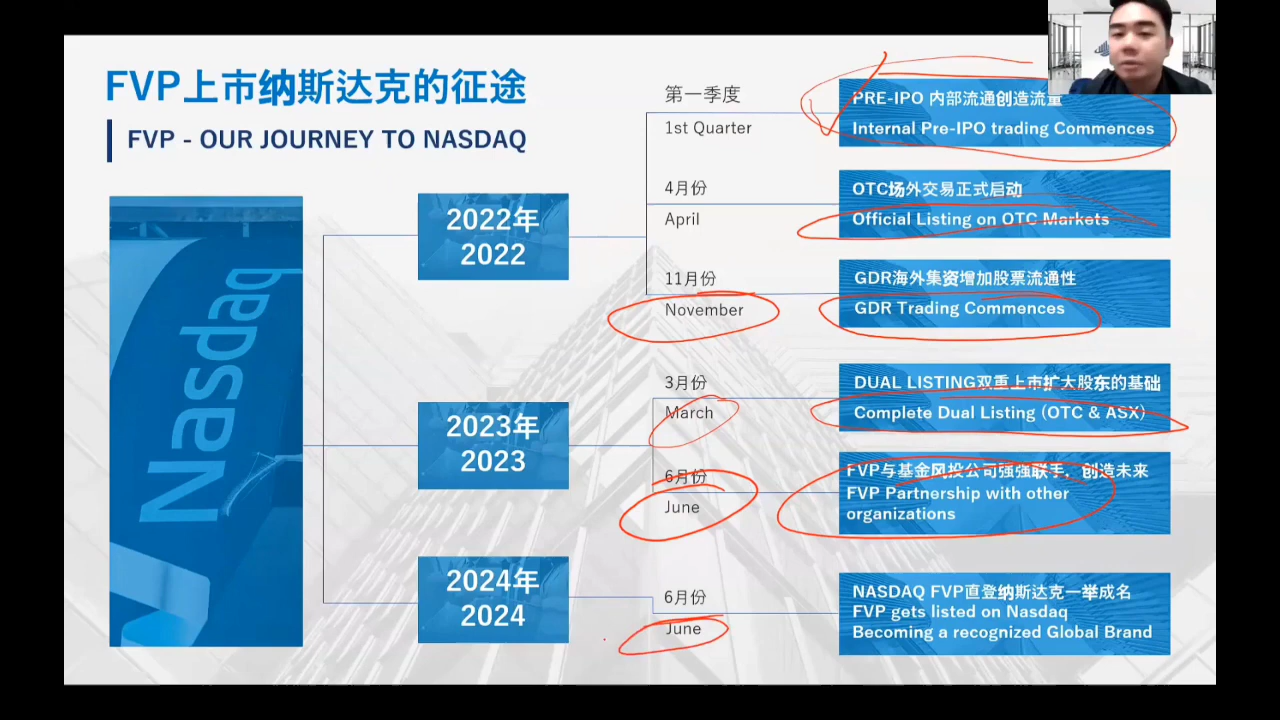 FVP上市纳斯达克的征途
FVP - OUR JOURNEY TO NASDAQ
Nasdaq
2022年
2022
第一季度
1st Quarter
PRE-IPO 内部流通创造流量
Internal Pre-IPO trading Commences
4月份
April
OTC场外交易正式启动
Official Listing on OTC Markets
11月份
November
GDR海外集资增加股票流通性
GDR Trading Commences
2023年
2023
3月份
March
DUAL LISTING双重上市扩大股东的基础
Complete Dual Listing (OTC & ASX)
6月份
June
FVP与基金风投公司强强联手，创造未来
FVP Partnership with other
organizations
2024年
2024
6月份
June
NASDAQ FVP直登纳斯达克一举成名
FVP gets listed on Nasdaq
Becoming a recognized Global Brand